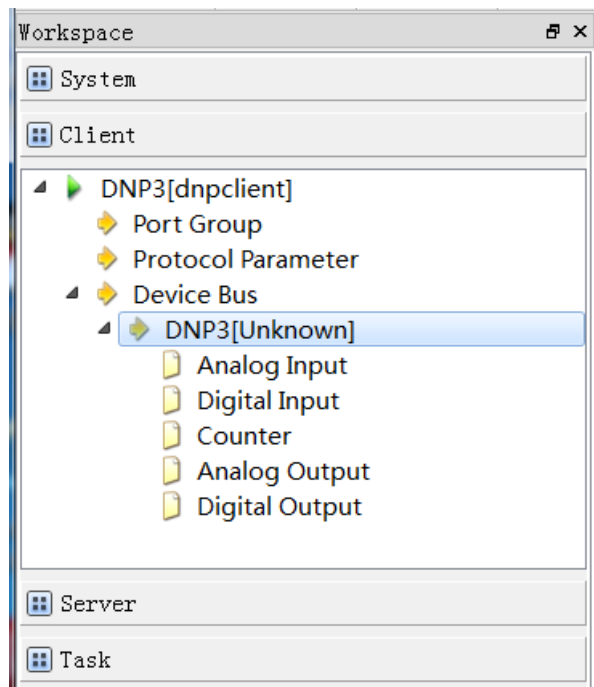 Workspace
System
Client
DNP3[dnpclient]
Port Group
Protocol Parameter
Device Bus
DNP3[Unknown]
Analog Input
Digital Input
Counter
Analog Output
Digital Output
Server
Task